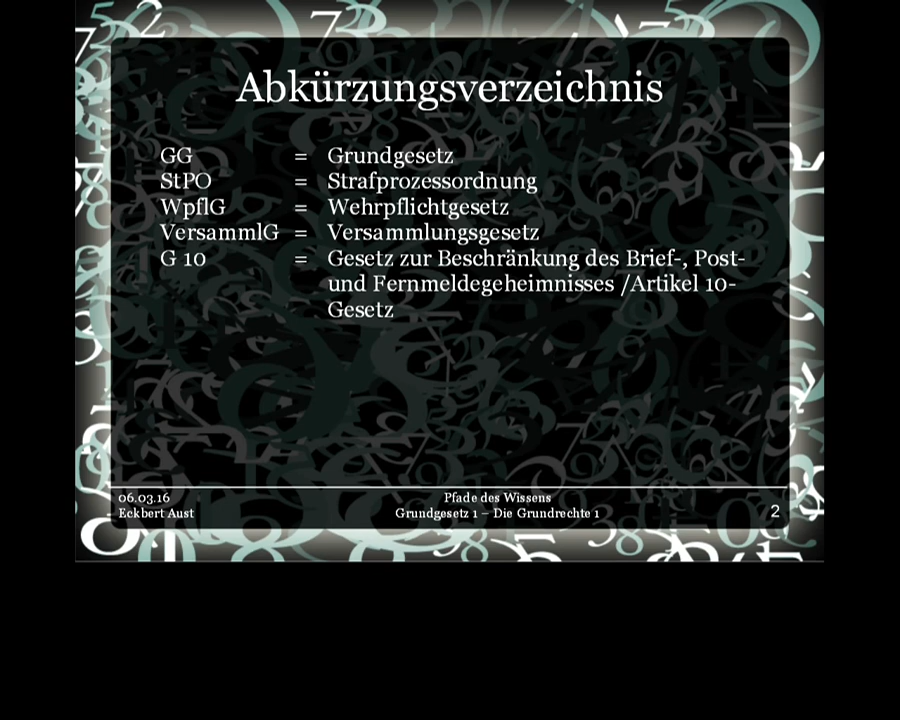 Abkürzungsverzeichnis
GG = Grundgesetz
StPO = Strafprozessordnung
WpflG = Wehrpflichtgesetz
VersammlG = Versammlungsgesetz
G 10 = Gesetz zur Beschränkung des Brief-, Post-
und Fernmeldegeheimnisses /Artikel 10-
Gesetz
06.03.16
Eckbert Aust
Pfade des Wissens
Grundgesetz 1 – Die Grundrechte 1
2